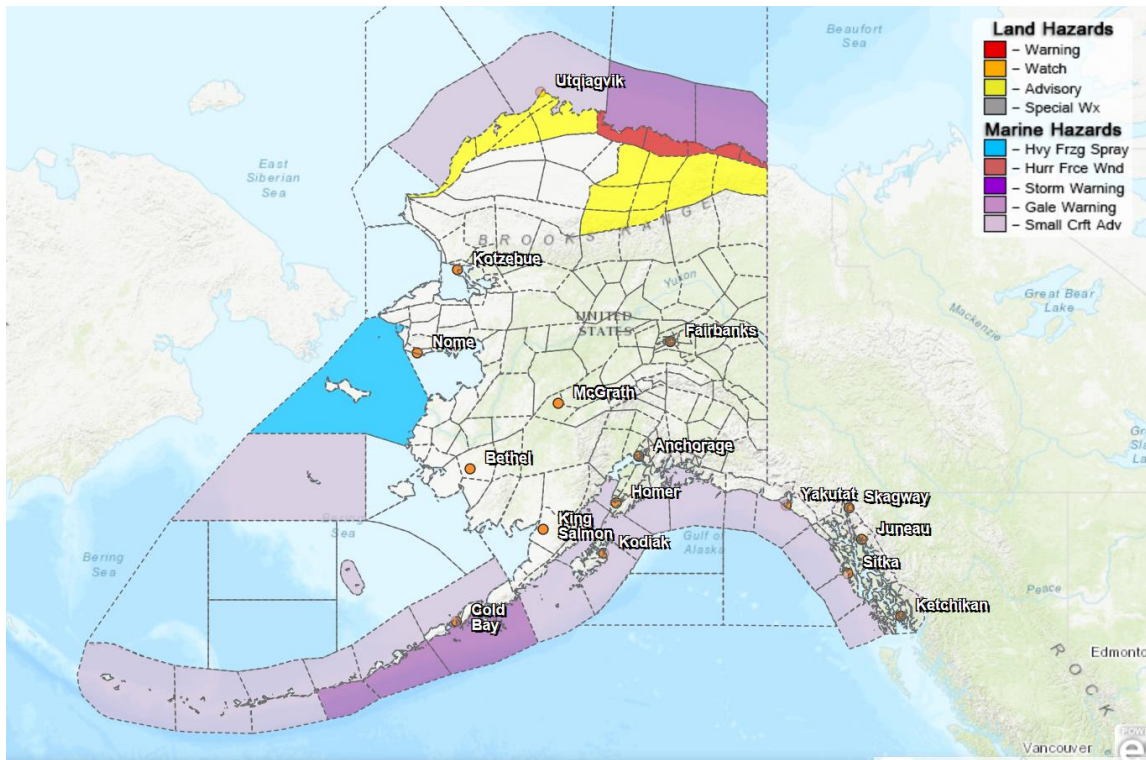 Beaufort
Sea
Land Hazards
– Warning
– Watch
– Advisory
– Special Wx
Marine Hazards
– Hvy Frzg Spray
– Hurr Frce Wnd
– Storm Warning
– Gale Warning
– Small Crft Adv
Utqiagvik
East
Siberian
Sea
BROOKS RANGE
Kotzebue
Yukon
Great Bear
Lake
Mackenzie
UNITED
STATES
Nome
Fairbanks
McGrath
Anchorage
Bethel
Homer
Yakutat
Skagway
King
Salmon
Kodiak
Gulf of
Alaska
Juneau
Sitka
Bering
Sea
Sea
Cold
Bay
Ketchikan
Peace
Edmonto
ROCK
Vancouver